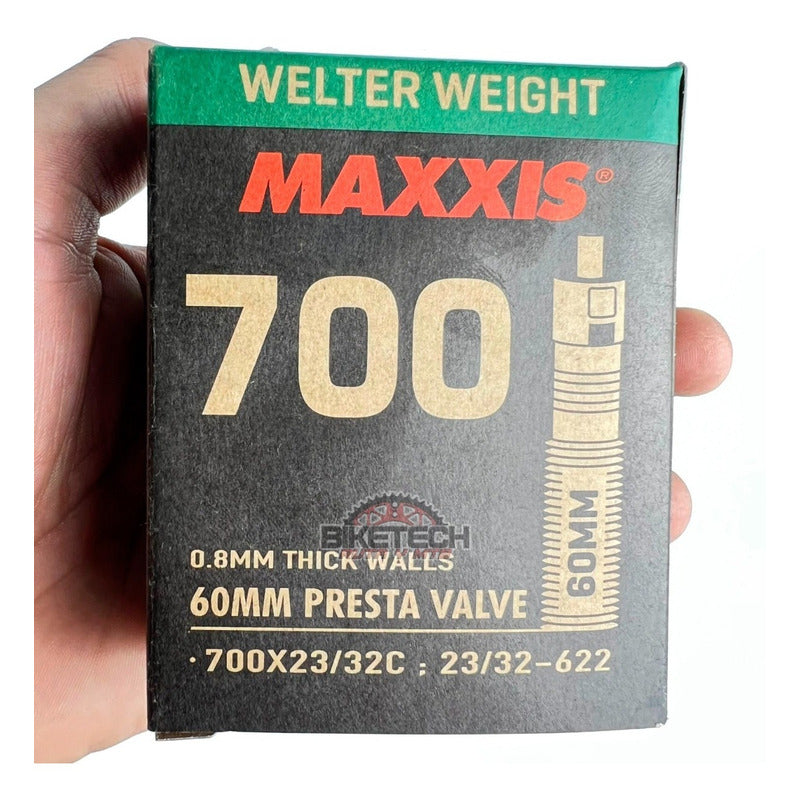 WELTER WEIGHT
MAXXIS®
700
60MM
BIKETECH
0.8MM THICK WALLS
60MM PRESTA VALVE
·700X23/32C ; 23/32-622